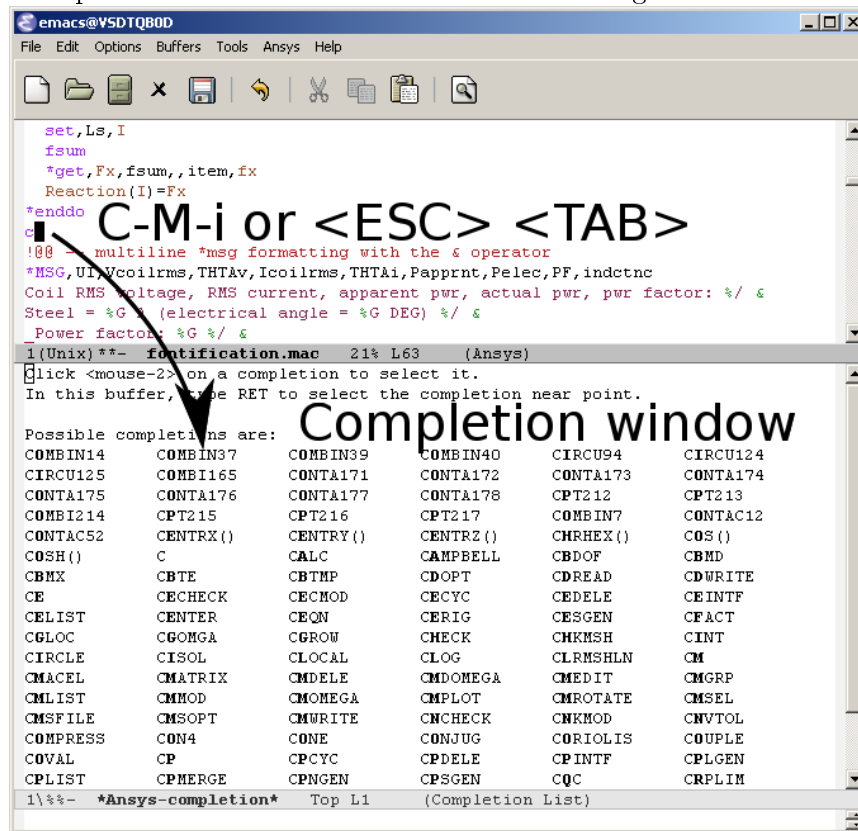 emacs@VSDTQB0D
File Edit Options Buffers Tools Ansys Help
set,Ls,I
fsum
*get,Fx,fsum,,item,fx
Reaction(I)=Fx
*enddo
C-M-i or <ESC> <TAB>
c
!@@ -- multiline *msg formatting with the & operator
*MSG,UI,Vcoilrms,THTAv,Icoilrms,THTAi,Papprnt,Pelec,PF,indctnc
Coil RMS voltage, RMS current, apparent pwr, actual pwr, pwr factor: %/ &
Steel = %G A (electrical angle = %G DEG) %/ &
_Power factor: %G %/ &
1(Unix)**- fontification.mac 21% L63 (Ansys)
Click <mouse-2> on a completion to select it.
In this buffer, type RET to select the completion near point.
Completion window
Possible completions are:
COMBIN14 COMBIN37 COMBIN39 COMBIN40 CIRCU94 CIRCU124
CIRCU125 COMBI165 CONTA171 CONTA172 CONTA173 CONTA174
CONTA175 CONTA176 CONTA177 CONTA178 CPT212 CPT213
COMBI214 CPT215 CPT216 CPT217 COMBIN7 CONTAC12
CONTAC52 CENTRX() CENTRY() CENTRZ() CHRHEX() COS()
COSH() C CALC CAMPBELL CBDOF CBMD
CBMX CBTE CBTMP CDOPT CDREAD CDWRITE
CE CECHECK CECMOD CECYC CEDELE CEINTF
CELIST CENTER CEQN CERIG CESGEN CFACT
CGLOC CGOMGA CGROW CHECK CHKMSH CINT
CIRCLE CISOL CLOCAL CLOG CLRMSHLN CM
CMACEL CMATRIX CMDELE CMDOMEGA CMEDIT CMGRP
CMLIST CMMOD CMOMEGA CMPLOT CMROTATE CMSEL
CMSFILE CMSOPT CMWRITE CNCHECK CNKMOD CNVTOL
COMPRESS CON4 CONE CONJUG CORIOLIS COUPLE
COVAL CP CPCYC CPDELE CPINTF CPLGEN
CPLIST CPMERGE CPNGEN CPSGEN CQC CRPLIM
1\%%- *Ansys-completion* Top L1 (Completion List)